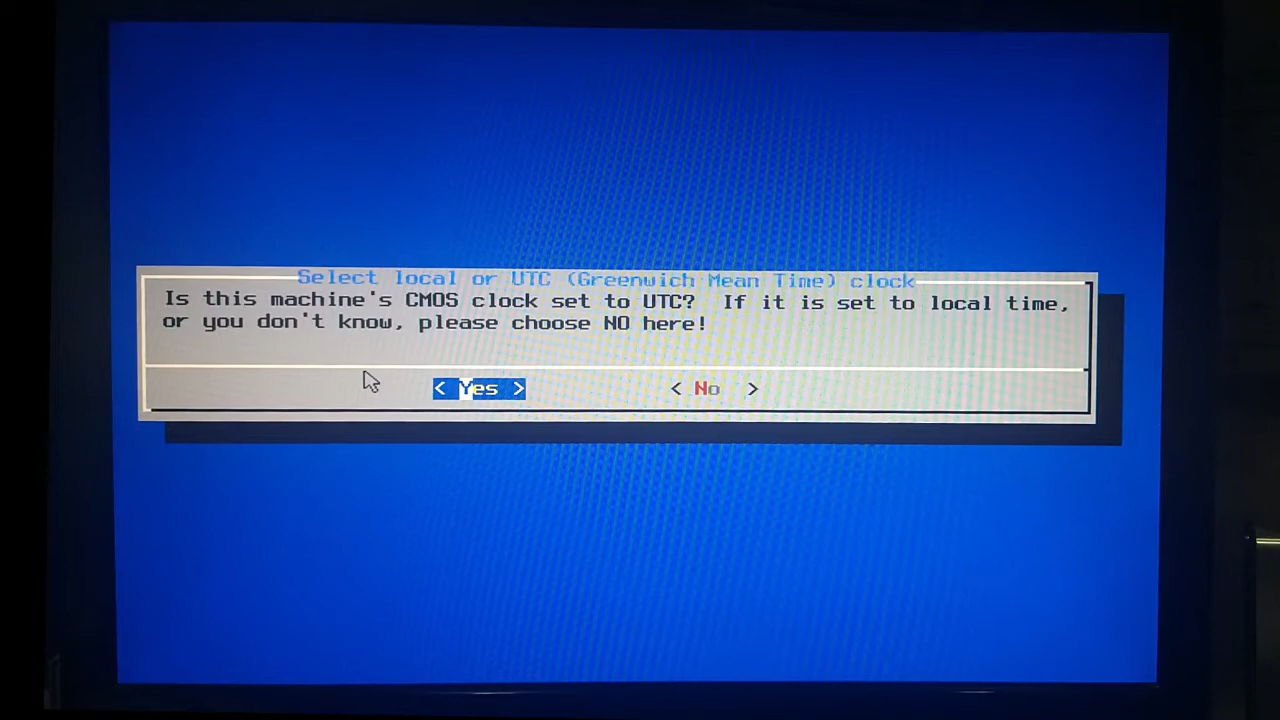 Select local or UTC (Greenwich Mean Time) clock
Is this machine's CMOS clock set to UTC?  If it is set to local time,
or you don't know, please choose NO here!
< Yes > < No >